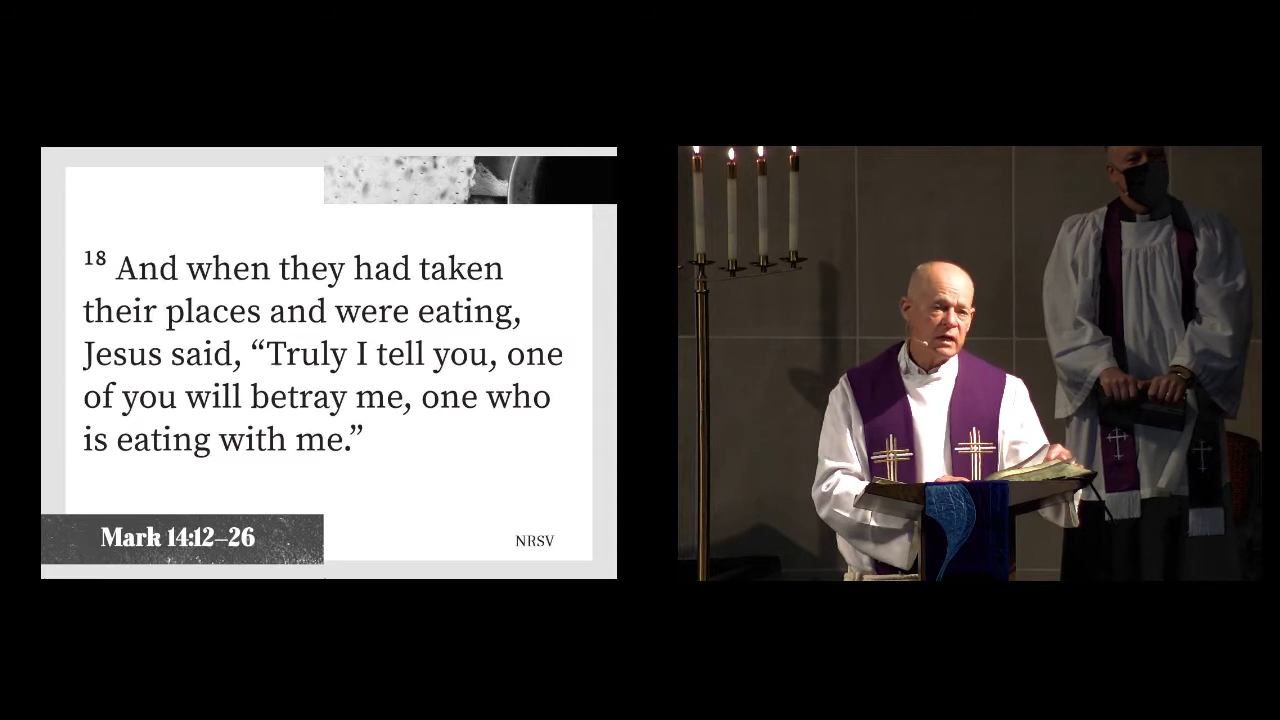 18 And when they had taken
their places and were eating,
Jesus said, “Truly I tell you, one
of you will betray me, one who
is eating with me.”
Mark 14:12–26
NRSV